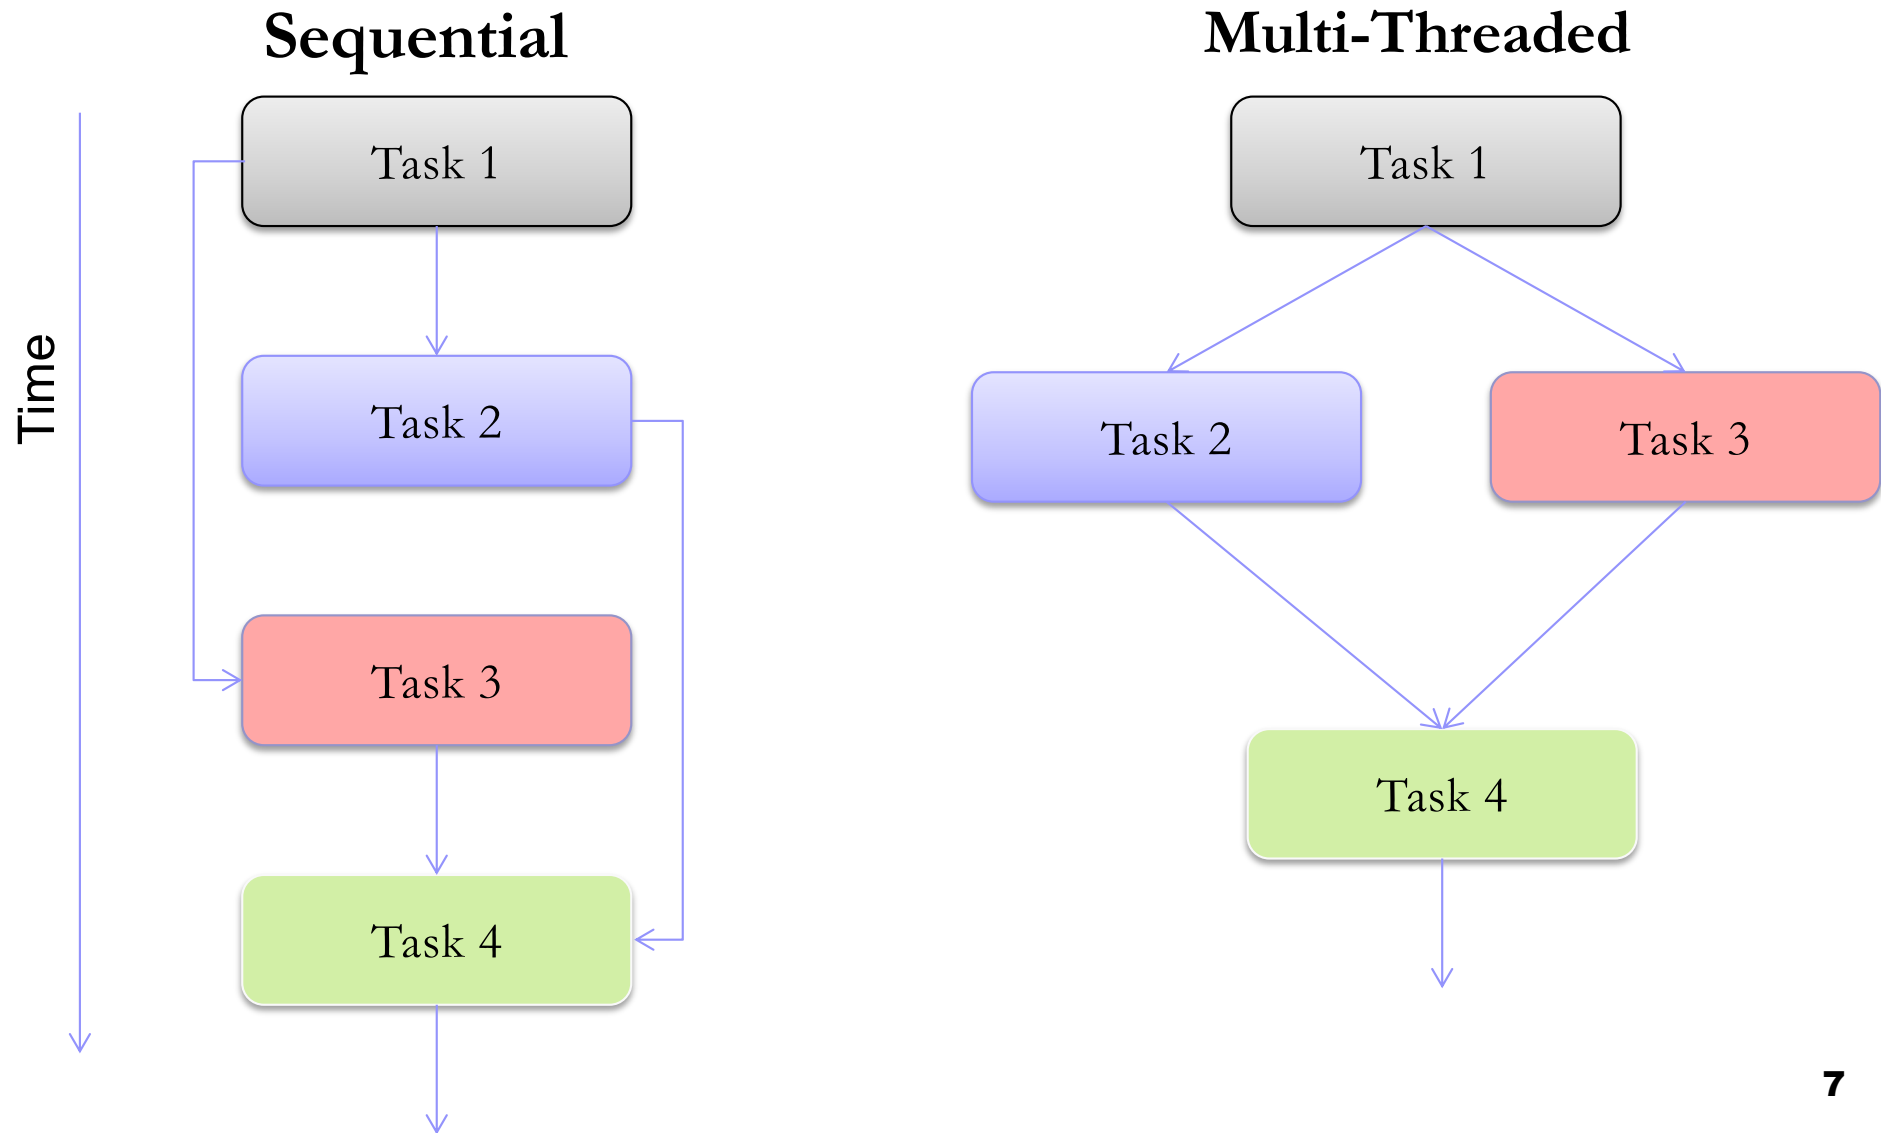 Sequential
Multi-Threaded
Time
Task 1
Task 2
Task 3
Task 4
Task 1
Task 2
Task 3
Task 4
7